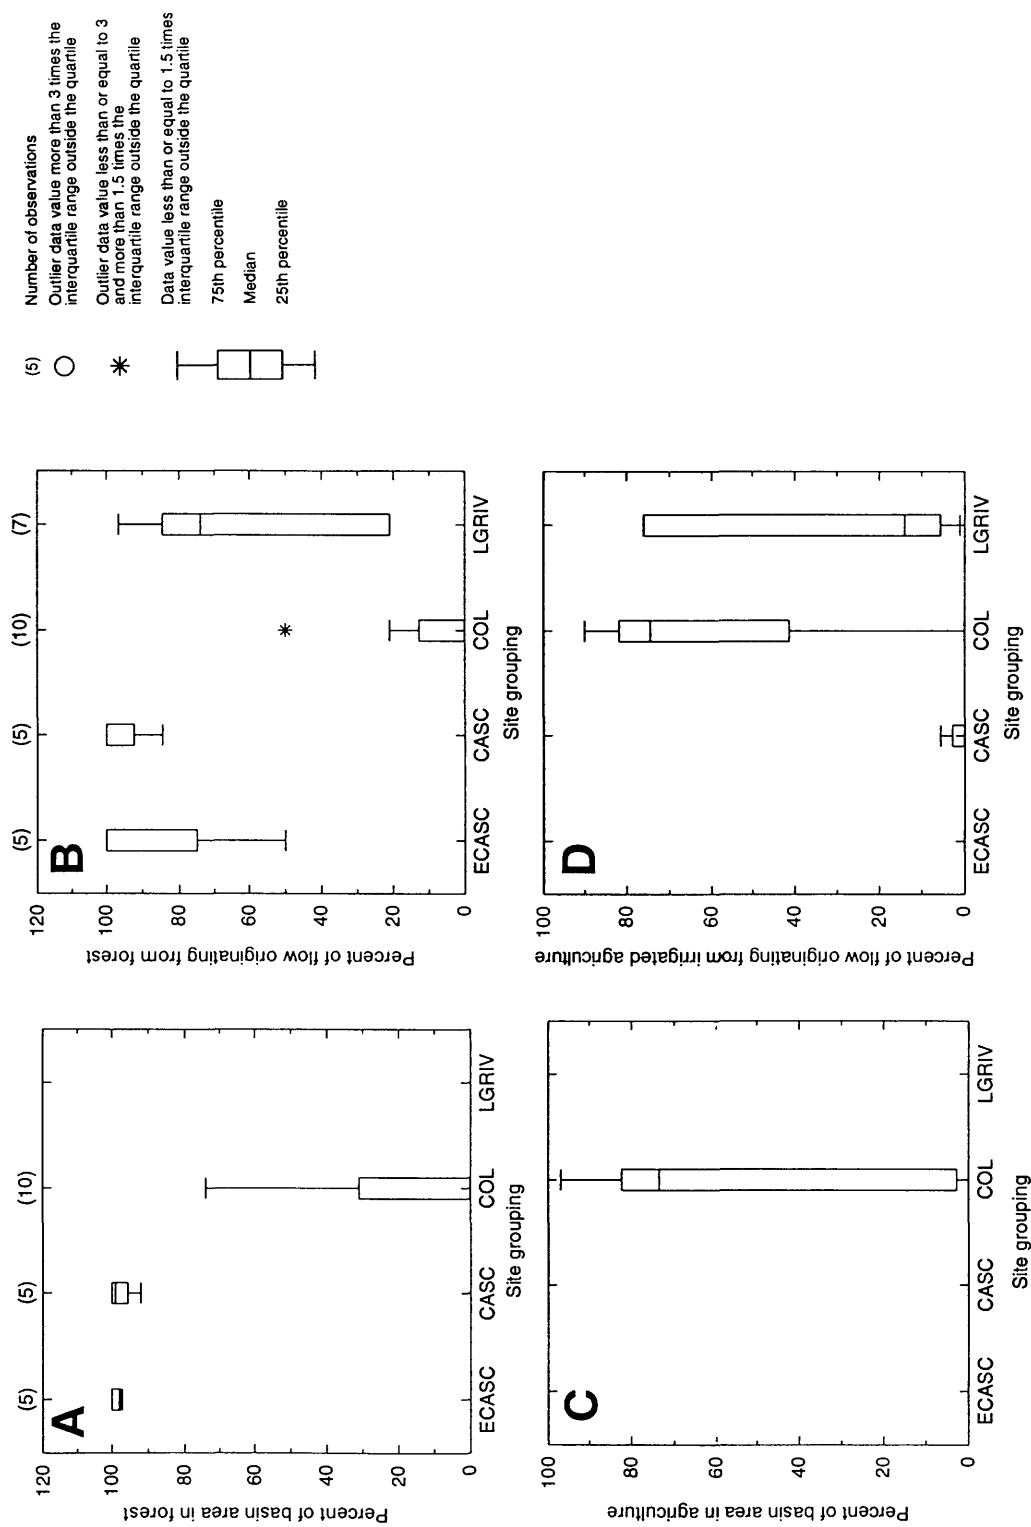 A
Percent of basin area in forest
120
100
80
60
40
20
0
(5)
(5)
(10)
ECASC
CASC
COL
LGRIV
Site grouping
B
Percent of flow originating from forest
120
100
80
60
40
20
0
(5)
(5)
(10)
(7)
ECASC
CASC
COL
LGRIV
Site grouping
C
Percent of basin area in agriculture
100
80
60
40
20
0
ECASC
CASC
COL
LGRIV
Site grouping
D
Percent of flow originating from irrigated agriculture
100
80
60
40
20
0
ECASC
CASC
COL
LGRIV
Site grouping
(5) Number of observations
Outlier data value more than 3 times the
interquartile range outside the quartile
Outlier data value less than or equal to 3
and more than 1.5 times the
interquartile range outside the quartile
Data value less than or equal to 1.5 times
interquartile range outside the quartile
75th percentile
Median
25th percentile